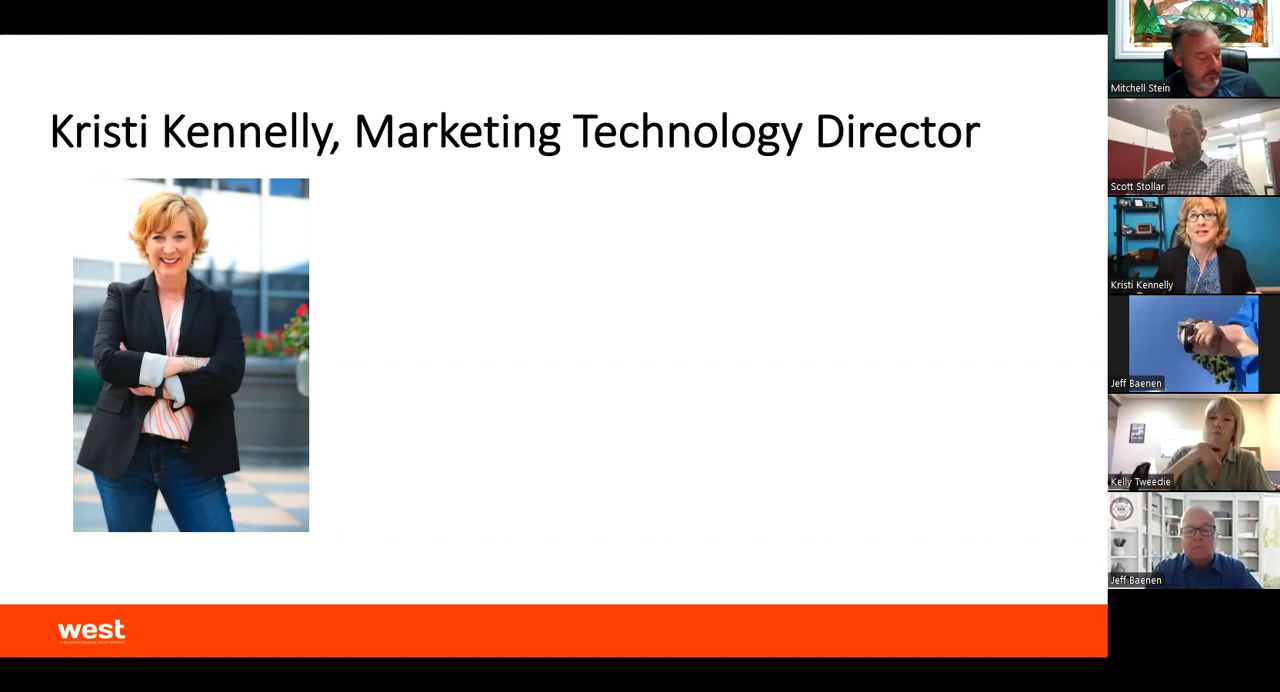 Kristi Kennelly, Marketing Technology Director
west
Mitchell Stein
Scott Stollar
Kristi Kennelly
Jeff Baenen
Kelly Tweedie
Jeff Baenen